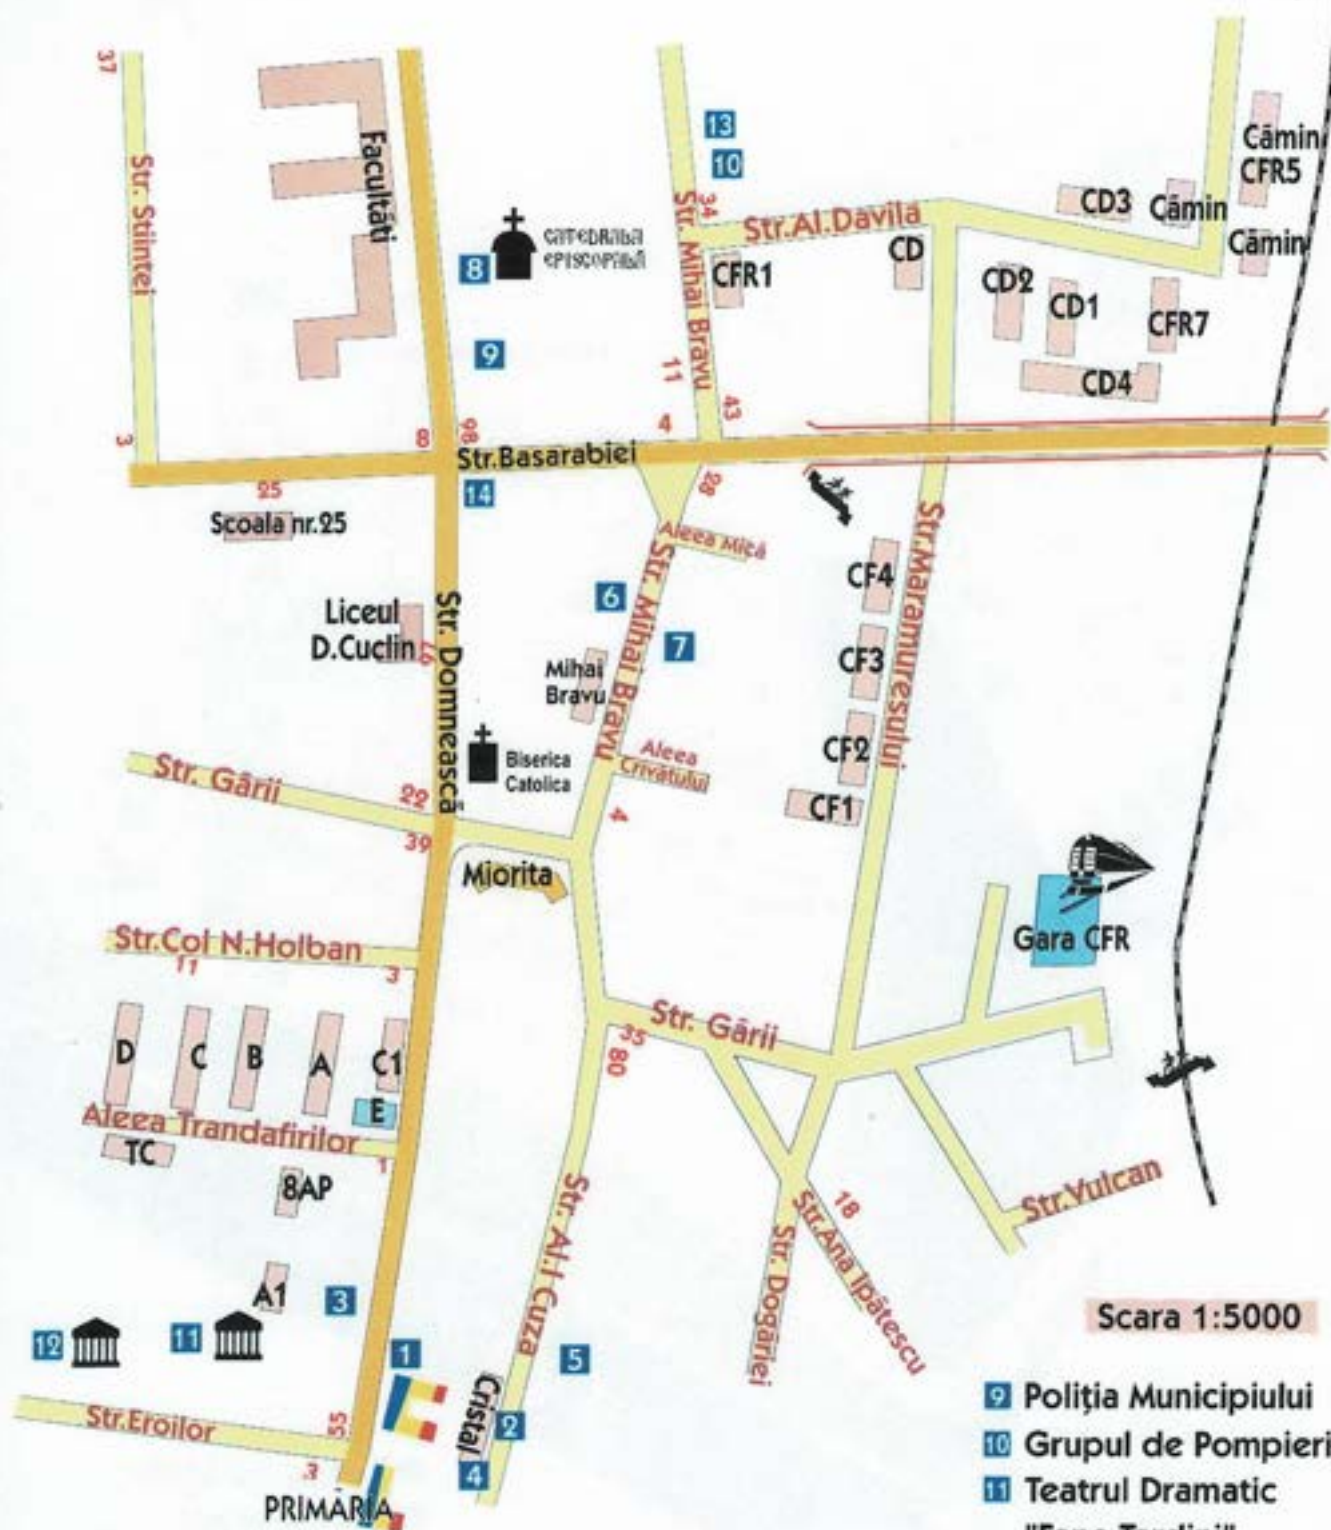 37
Str. Stiintei
3
Facultăți
8
CATEDRALA
EPISCOPALĂ
9
13
10
34
Str. Mihai Bravu
11
43
Str.Al.Davila
CFR1
CD
CD3
Cămin
Cămin
CFR5
Cămin
CD2
CD1
CFR7
CD4
8
98
4
Str.Basarabiei
14
28
25
Scoala nr.25
Aleea Mică
Liceul
D.Cuclin
Str. Domnească
6
7
Str. Mihai Bravu
Mihai
Bravu
Str.Maramuresului
CF4
CF3
CF2
CF1
Biserica
Catolica
Aleea
Crivătului
4
Str. Gării
22
39
Miorita
Gara CFR
Str.Col N.Holban
11
3
Str. Gării
35
80
D
C
B
A
C1
E
Aleea Trandafirilor
TC
1
8AP
A1
Str. Al.I Cuza
18
Str.Ana Ipătescu
Str. Dogăriei
Str.Vulcan
3
12
11
1
5
Cristal
2
4
Str.Eroilor
55
3
PRIMĂRIA
Scara 1:5000
9 Poliția Municipiului
10 Grupul de Pompieri
11 Teatrul Dramatic